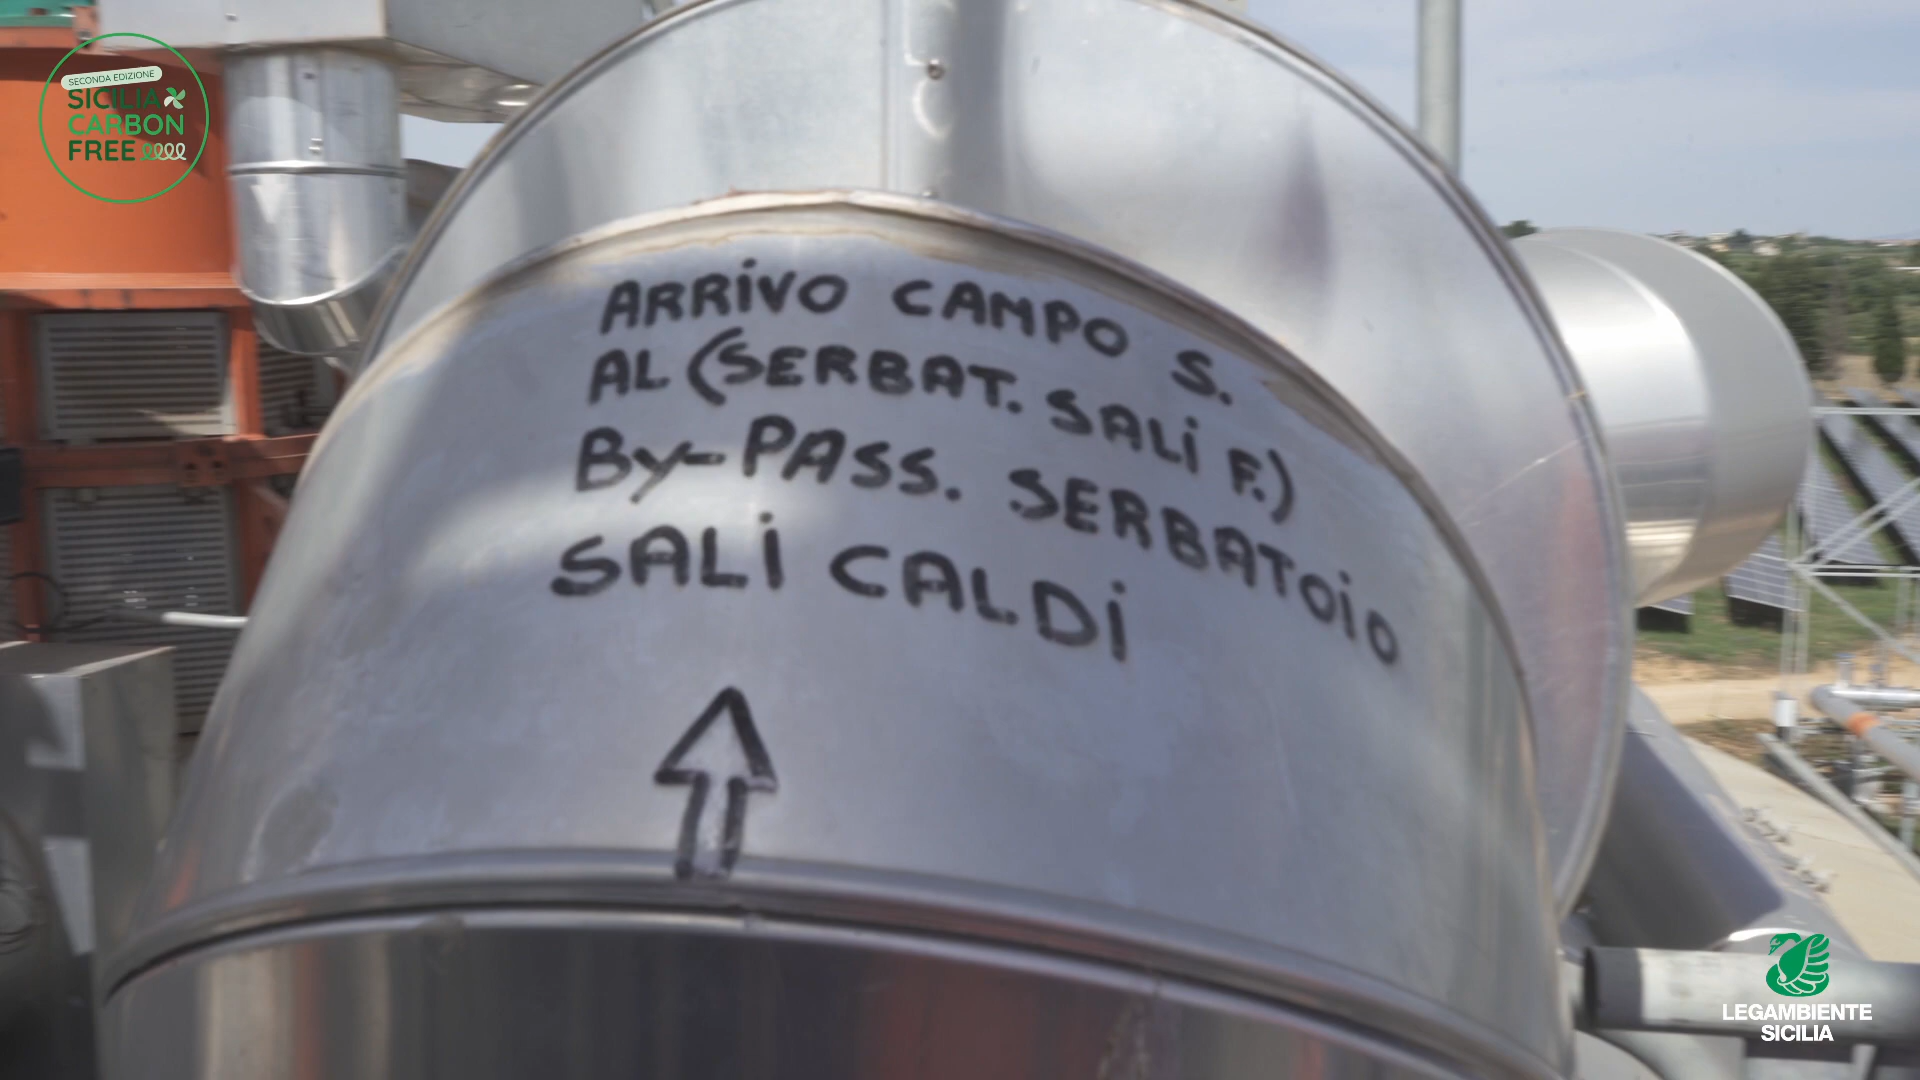 SECONDA EDIZIONE
SICILIA
CARBON
FREE
ARRIVO CAMPO S.
AL (SERBAT. SALI F.)
By-PASS. SERBATOIO
SALI CALDI
LEGAMBIENTE
SICILIA